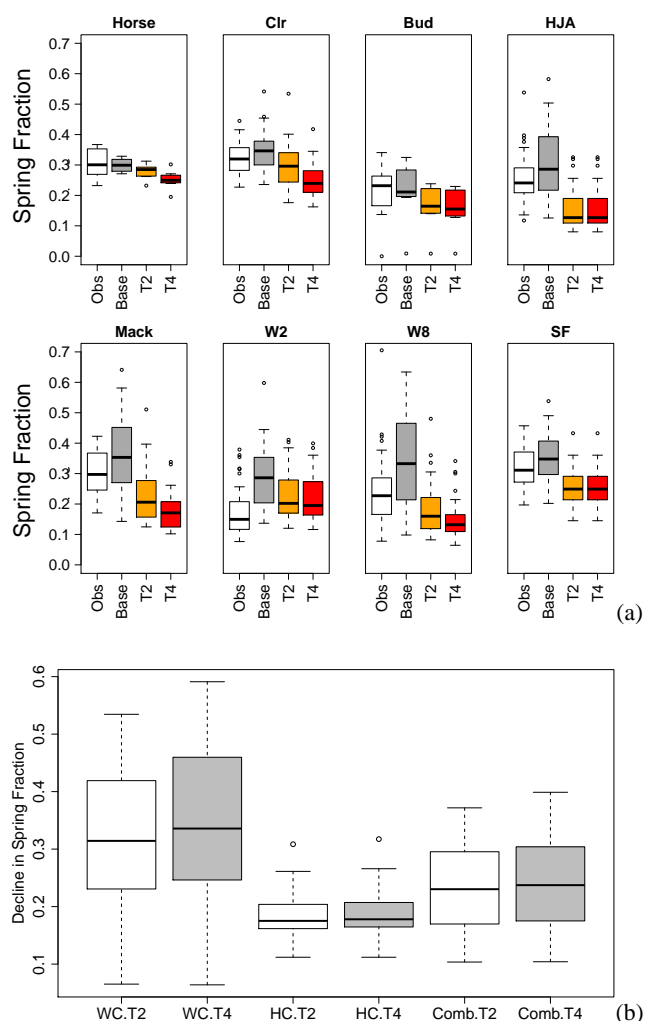 Horse Clr Bud HJA
Spring Fraction
0.7
0.6
0.5
0.4
0.3
0.2
0.1
0.0
Obs Base T2 T4 Obs Base T2 T4 Obs Base T2 T4 Obs Base T2 T4
Mack W2 W8 SF
Spring Fraction
0.7
0.6
0.5
0.4
0.3
0.2
0.1
0.0
Obs Base T2 T4 Obs Base T2 T4 Obs Base T2 T4 Obs Base T2 T4
(a)
Decline in Spring Fraction
0.6
0.5
0.4
0.3
0.2
0.1
WC.T2 WC.T4 HC.T2 HC.T4 Comb.T2 Comb.T4
(b)